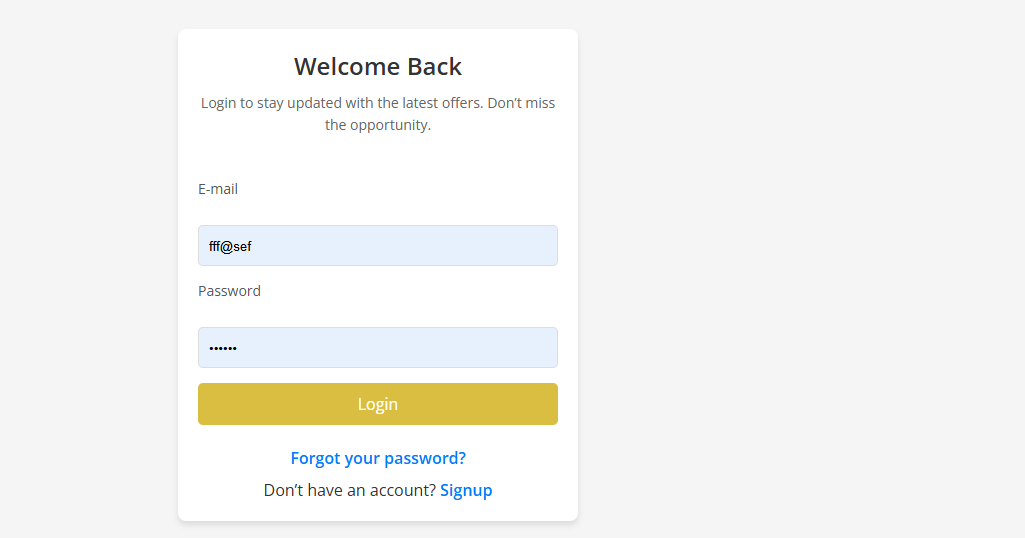 Welcome Back
Login to stay updated with the latest offers. Don’t miss
the opportunity.
E-mail
fff@sef
Password
••••••
Login
Forgot your password?
Don’t have an account? Signup